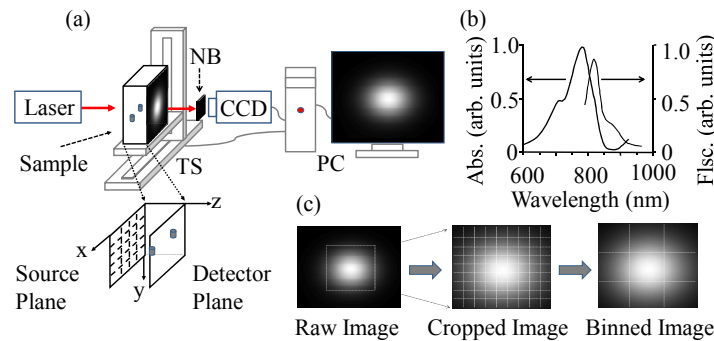 (a)
NB
Laser
CCD
Sample
TS
PC
x
y
z
Source
Plane
Detector
Plane
(b)
Abs. (arb. units)
1.0
0.5
0
600
800
1000
Wavelength (nm)
1.0
0.5
0
Flsc. (arb. units)
(c)
Raw Image
Cropped Image
Binned Image